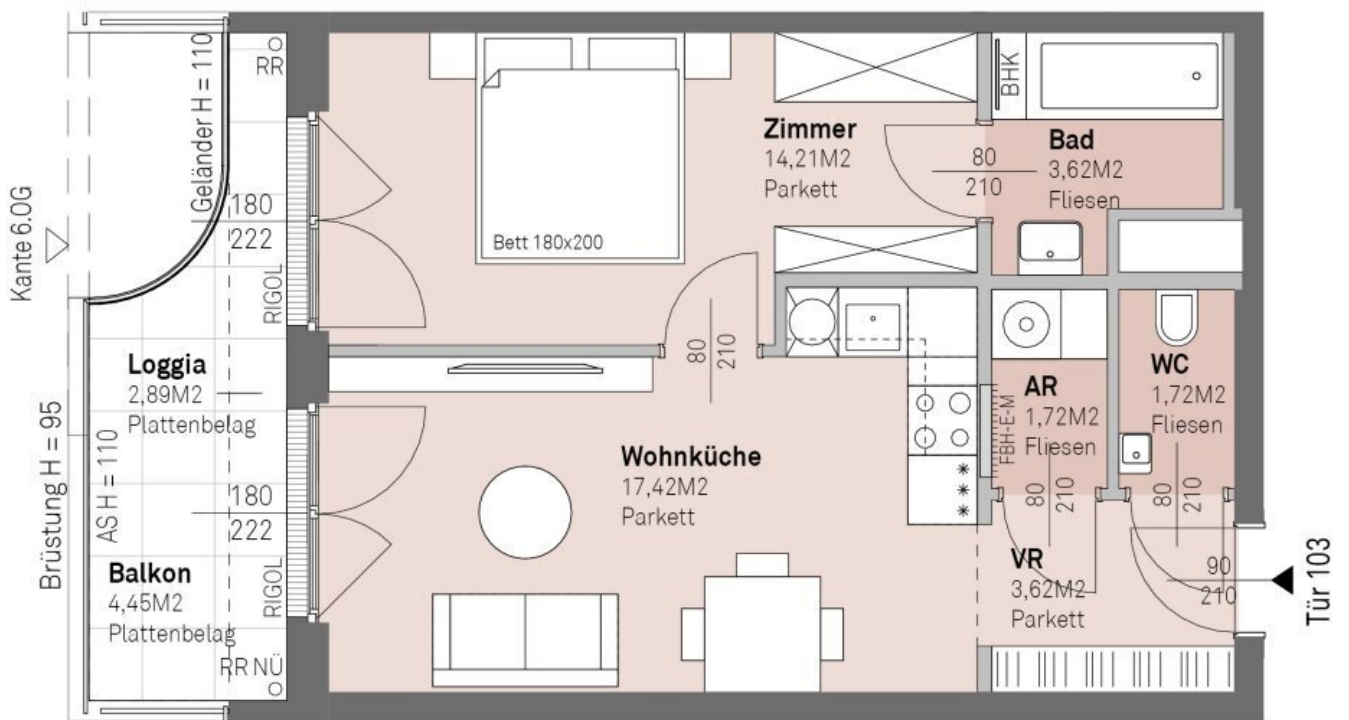 Geländer H = 110
RR
BHK
Zimmer
14,21M2
Parkett
80
210
Bad
3,62M2
Fliesen
Kante 6.OG
180
222
RIGOL
Bett 180x200
Loggia
2,89M2
Plattenbelag
80
210
AR
1,72M2
Fliesen
FBH-E-M
WC
1,72M2
Fliesen
Brüstung H = 95
AS H = 110
Wohnküche
17,42M2
Parkett
180
222
RIGOL
80
210
80
210
Balkon
4,45M2
Plattenbelag
VR
3,62M2
Parkett
90
210
Tür 103
RR NÜ